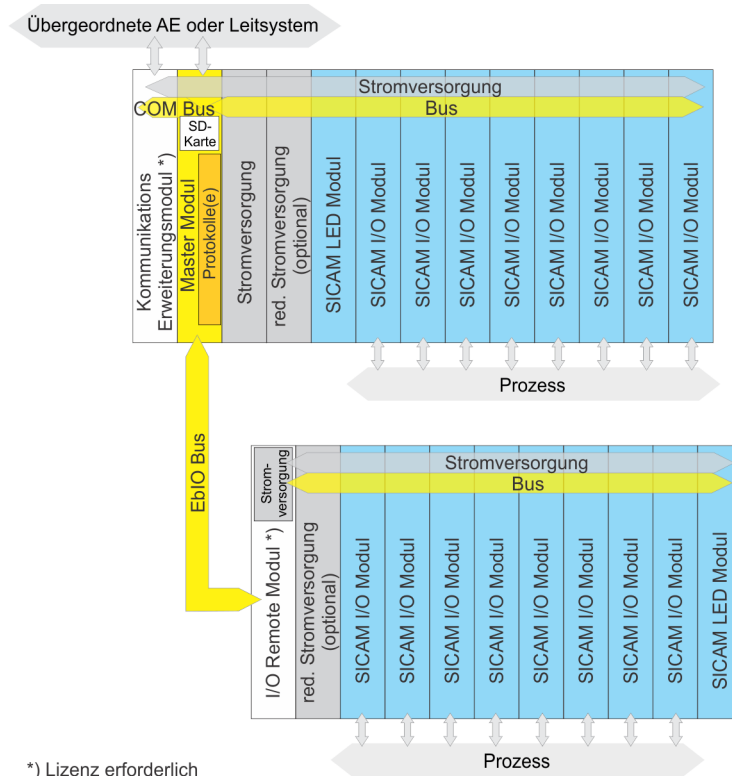 Übergeordnete AE oder Leitsystem
Stromversorgung
COM Bus
Bus
SD-
Karte
Kommunikations
Erweiterungsmodul *)
Master Modul
Protokolle(e)
Stromversorgung
red. Stromversorgung
(optional)
SICAM LED Modul
SICAM I/O Modul
SICAM I/O Modul
SICAM I/O Modul
SICAM I/O Modul
SICAM I/O Modul
SICAM I/O Modul
SICAM I/O Modul
SICAM I/O Modul
Prozess
EbIO Bus
Stromversorgung
Bus
Strom-
versorgung
I/O Remote Modul *)
red. Stromversorgung
(optional)
SICAM I/O Modul
SICAM I/O Modul
SICAM I/O Modul
SICAM I/O Modul
SICAM I/O Modul
SICAM I/O Modul
SICAM I/O Modul
SICAM I/O Modul
SICAM LED Modul
Prozess
*) Lizenz erforderlich